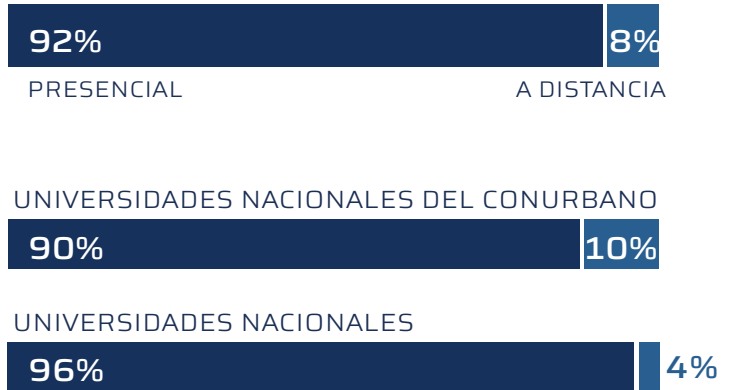 92% 8%
PRESENCIAL A DISTANCIA
UNIVERSIDADES NACIONALES DEL CONURBANO
90% 10%
UNIVERSIDADES NACIONALES
96% 4%